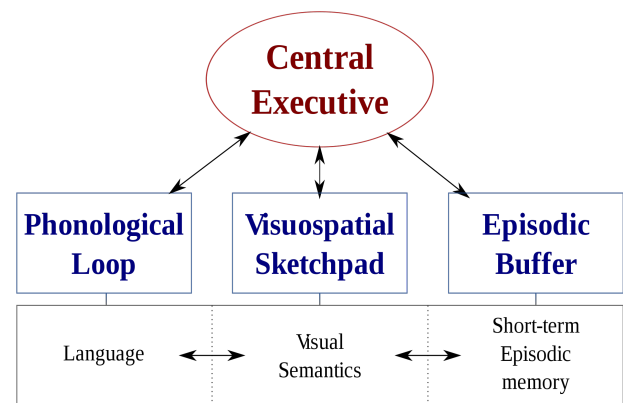 Central
Executive
Phonological
Loop
Visuospatial
Sketchpad
Episodic
Buffer
Language
Visual
Semantics
Short-term
Episodic
memory